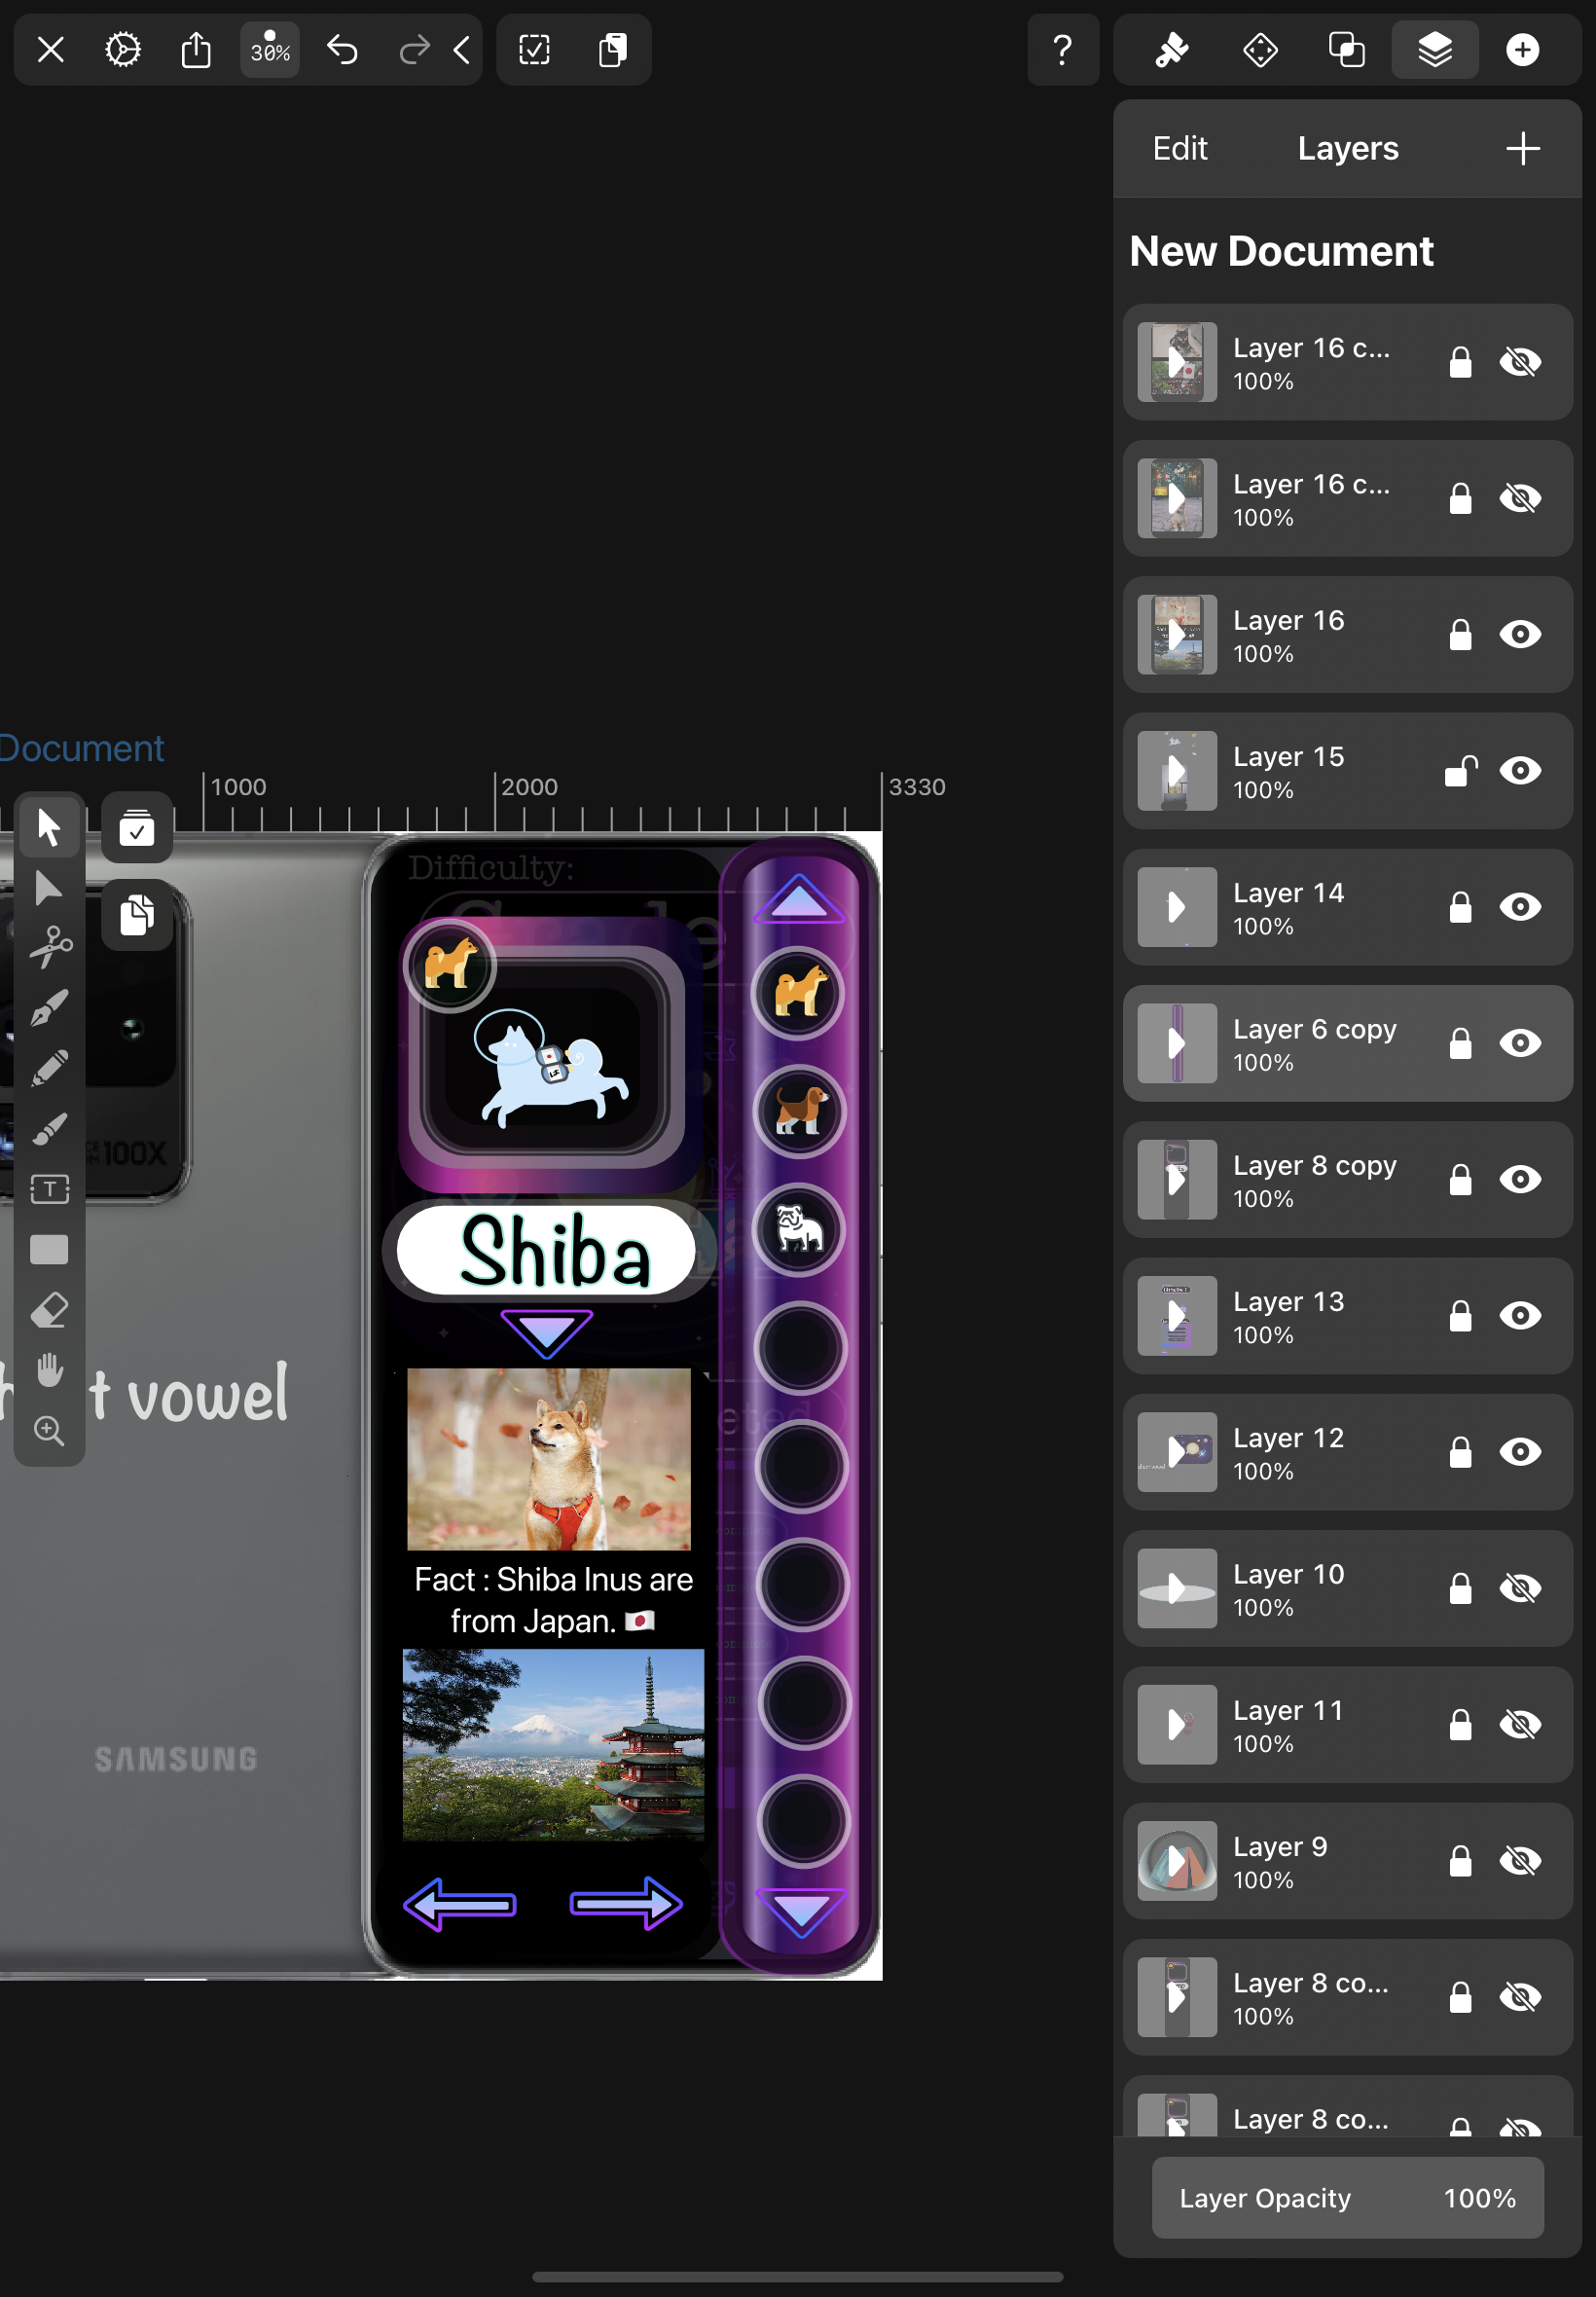 30%
?
Edit
Layers
New Document
Layer 16 c...
100%
Layer 16 c...
100%
Layer 16
100%
Layer 15
100%
Layer 14
100%
Layer 6 copy
100%
Layer 8 copy
100%
Layer 13
100%
Layer 12
100%
Layer 10
100%
Layer 11
100%
Layer 9
100%
Layer 8 co...
100%
Layer 8 co...
Layer Opacity
100%
Document
1000
2000
3330
Difficulty:
100X
T
Shiba
t vowel
Fact : Shiba Inus are
from Japan. 🇯🇵
SAMSUNG